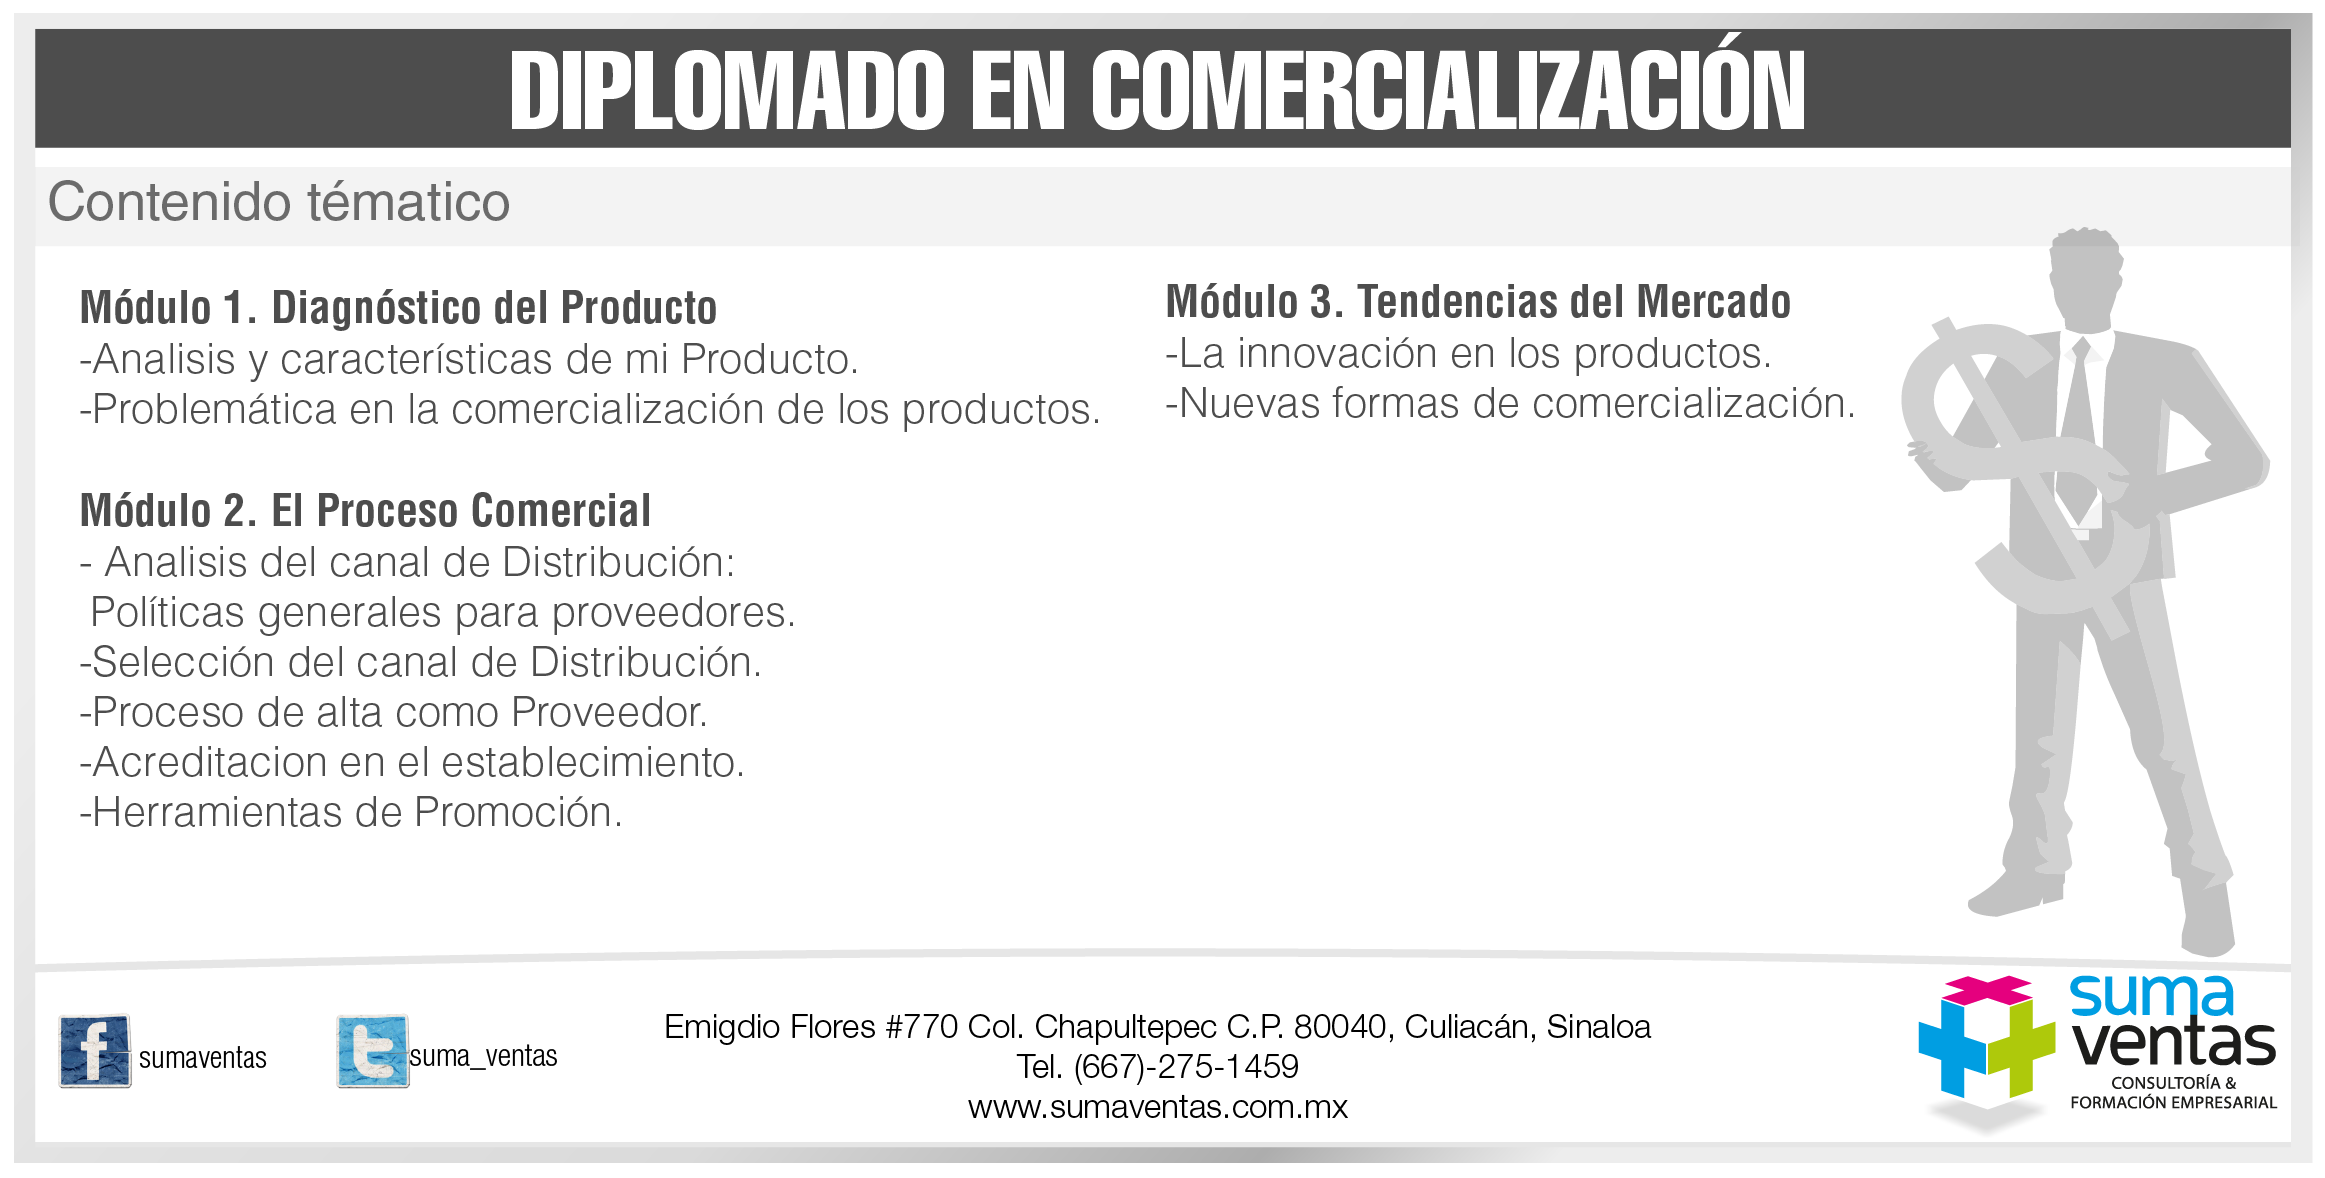 DIPLOMADO EN COMERCIALIZACIÓN
Contenido tématico
Módulo 1. Diagnóstico del Producto
-Analisis y características de mi Producto.
-Problemática en la comercialización de los productos.
Módulo 2. El Proceso Comercial
- Analisis del canal de Distribución:
Políticas generales para proveedores.
-Selección del canal de Distribución.
-Proceso de alta como Proveedor.
-Acreditacion en el establecimiento.
-Herramientas de Promoción.
Módulo 3. Tendencias del Mercado
-La innovación en los productos.
-Nuevas formas de comercialización.
f sumaventas
t suma_ventas
Emigdio Flores #770 Col. Chapultepec C.P. 80040, Culiacán, Sinaloa
Tel. (667)-275-1459
www.sumaventas.com.mx
suma
ventas
CONSULTORÍA &
FORMACIÓN EMPRESARIAL